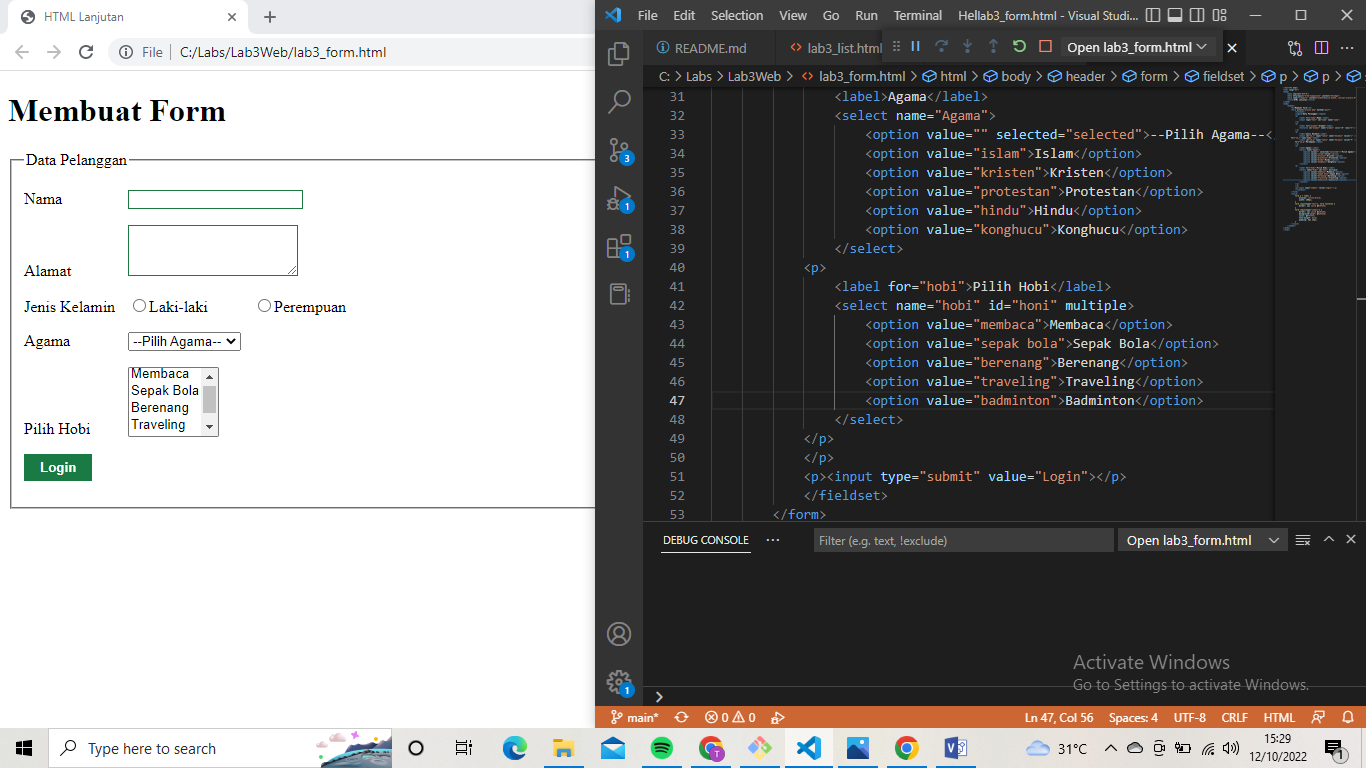 HTML Lanjutan
File C:/Labs/Lab3Web/lab3_form.html
Membuat Form
Data Pelanggan
Nama
Alamat
Jenis Kelamin Laki-laki Perempuan
Agama --Pilih Agama--
Membaca
Sepak Bola
Berenang
Traveling
Pilih Hobi
Login
File Edit Selection View Go Run Terminal Hel lab3_form.html - Visual Studi...
README.md lab3_list.html Open lab3_form.html
C: > Labs > Lab3Web > lab3_form.html > html > body > header > form > fieldset > p > p >
31 <label>Agama</label>
32 <select name="Agama">
33 <option value="" selected="selected">--Pilih Agama--<
34 <option value="islam">Islam</option>
35 <option value="kristen">Kristen</option>
36 <option value="protestan">Protestan</option>
37 <option value="hindu">Hindu</option>
38 <option value="konghucu">Konghucu</option>
39 </select>
40 <p>
41 <label for="hobi">Pilih Hobi</label>
42 <select name="hobi" id="honi" multiple>
43 <option value="membaca">Membaca</option>
44 <option value="sepak bola">Sepak Bola</option>
45 <option value="berenang">Berenang</option>
46 <option value="traveling">Traveling</option>
47 <option value="badminton">Badminton</option>
48 </select>
49 </p>
50 </p>
51 <p><input type="submit" value="Login"></p>
52 </fieldset>
53 </form>
3
1
1
DEBUG CONSOLE ··· Filter (e.g. text, !exclude) Open lab3_form.html
Activate Windows
Go to Settings to activate Windows.
1
main* 0 0 Ln 47, Col 56 Spaces: 4 UTF-8 CRLF HTML
Type here to search
T
31°C
15:29
12/10/2022
1